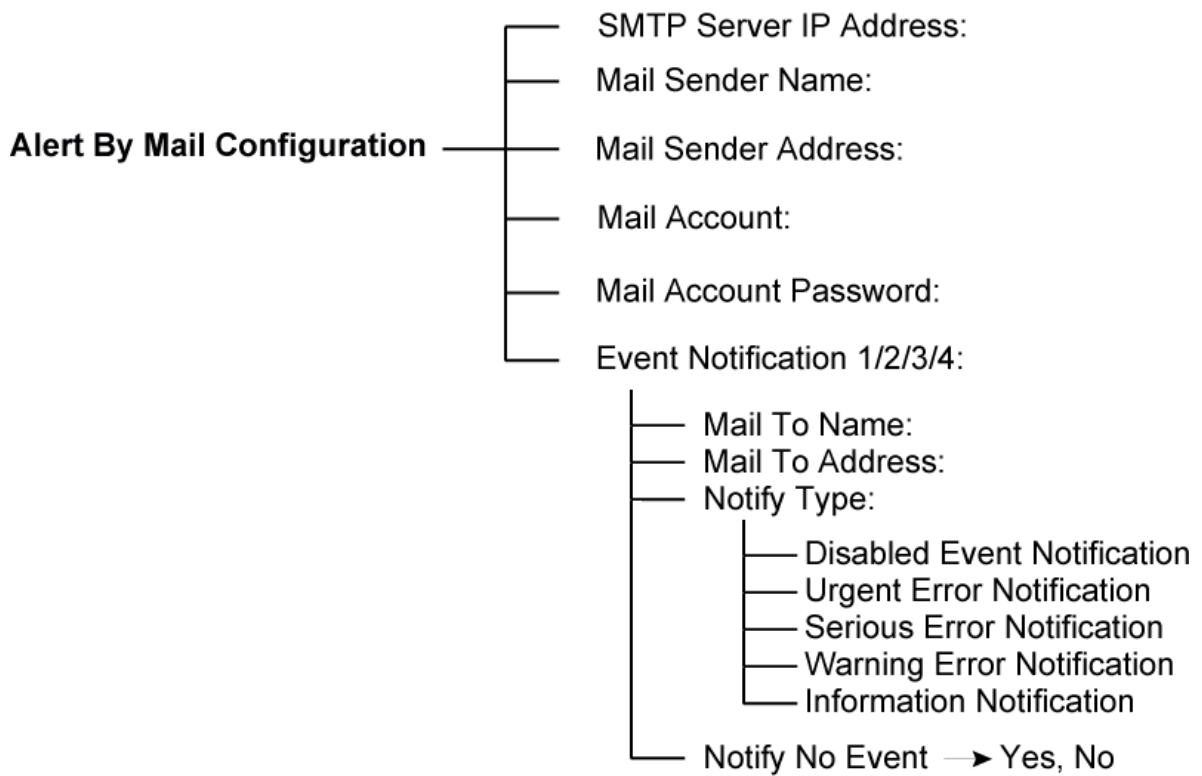 SMTP Server IP Address:
Mail Sender Name:
Alert By Mail Configuration
Mail Sender Address:
Mail Account:
Mail Account Password:
Event Notification 1/2/3/4:
Mail To Name:
Mail To Address:
Notify Type:
Disabled Event Notification
Urgent Error Notification
Serious Error Notification
Warning Error Notification
Information Notification
Notify No Event Yes, No